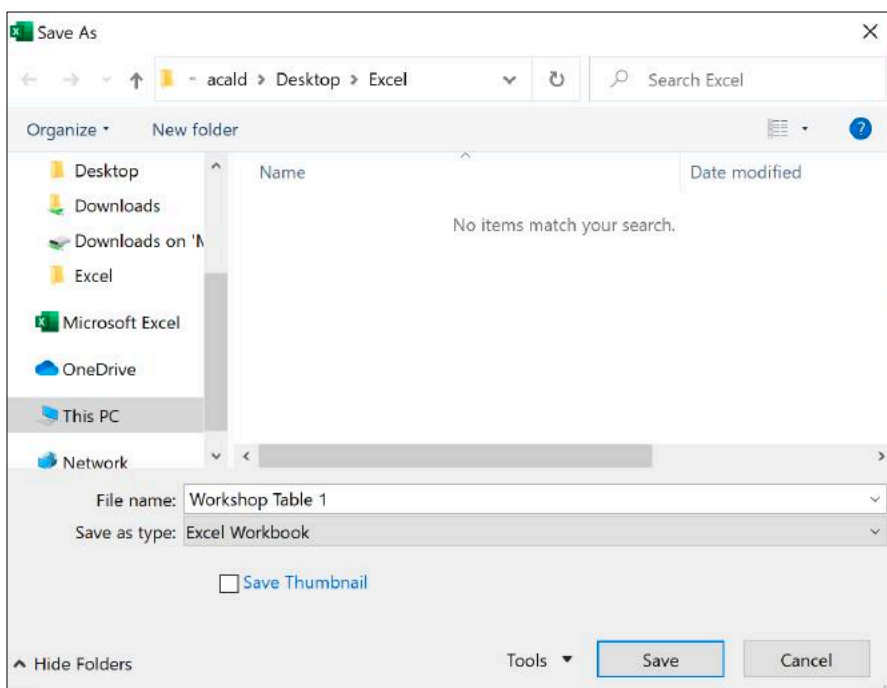 Save As
acald > Desktop > Excel
Search Excel
Organize
New folder
Desktop
Downloads
Downloads on 'M
Excel
Microsoft Excel
OneDrive
This PC
Network
Name
Date modified
No items match your search.
File name: Workshop Table 1
Save as type: Excel Workbook
Save Thumbnail
Hide Folders
Tools
Save
Cancel